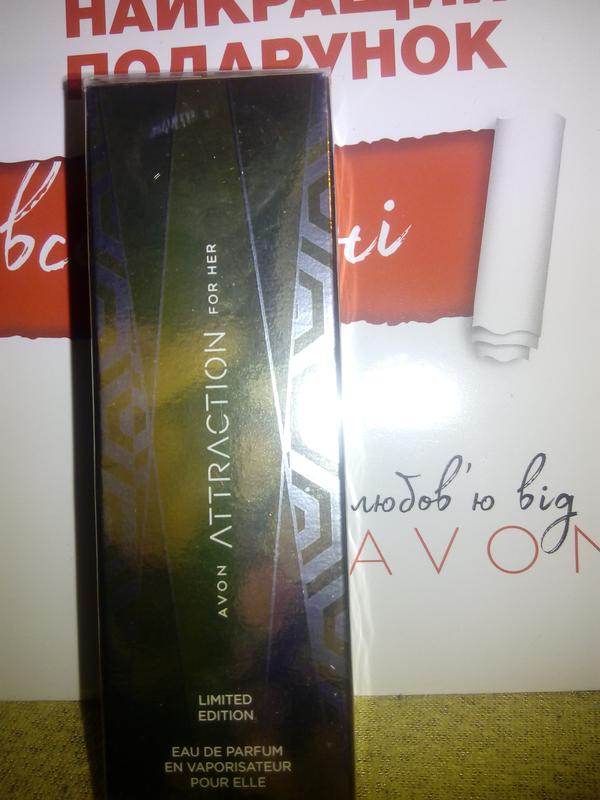 НАЙКРАЩИЙ
ПОДАРУНОК
любов'ю від
AVON
AVON ATTRACTION FOR HER
LIMITED
EDITION
EAU DE PARFUM
EN VAPORISATEUR
POUR ELLE